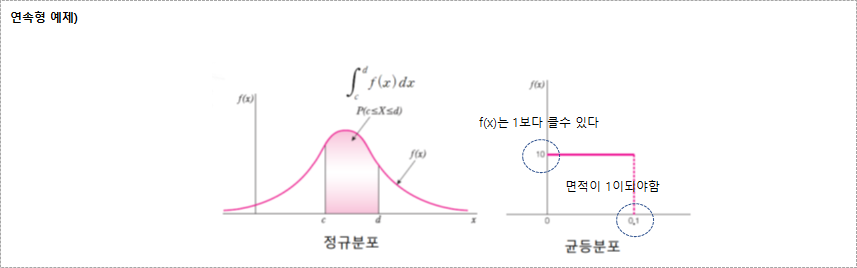 연속형 예제)
∫_c^d f(x) dx
P(c≤X≤d)
f(x)
f(x)
c
d
x
정규분포
f(x)
f(x)는 1보다 클수 있다
10
면적이 1이되야함
0
0.1
균등분포